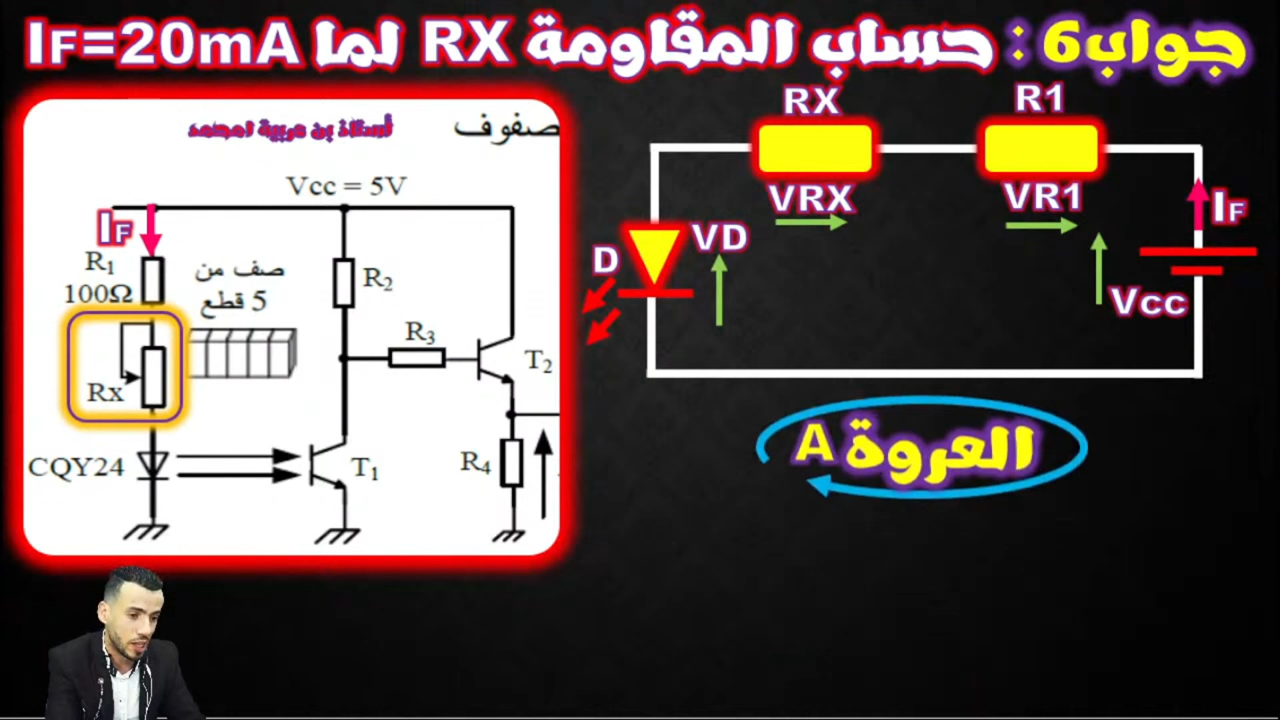 جواب6 : حساب المقاومة RX لما IF=20mA
أستاذ بن عربية امحمد
صفوف
Vcc = 5V
IF
R1
100Ω
صف من
5 قطع
R2
R3
Rx
T2
CQY24
T1
R4
RX
R1
VRX
VR1
IF
D
VD
Vcc
العروة A